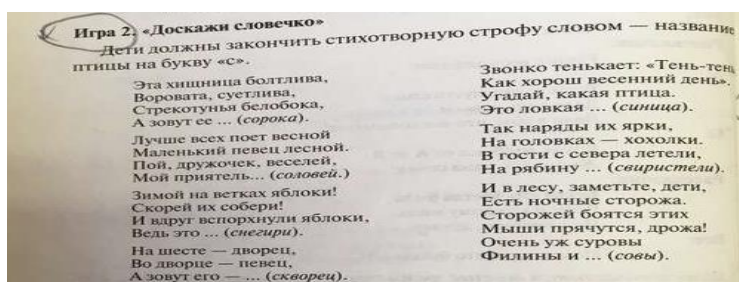 Игра 2. «Доскажи словечко»
Дети должны закончить стихотворную строфу словом — название
птицы на букву «с».
Эта хищница болтлива,
Воровата, суетлива,
Стрекотунья белобока,
А зовут ее ... (сорока).
Лучше всех поет весной
Маленький певец лесной.
Пой, дружочек, веселей,
Мой приятель... (соловей.)
Зимой на ветках яблоки!
Скорей их собери!
И вдруг вспорхнули яблоки,
Ведь это ... (снегири).
На шесте — дворец,
Во дворце — певец,
А зовут его — ... (скворец).
Звонко тенькает: «Тень-тень
Как хорош весенний день».
Угадай, какая птица.
Это ловкая ... (синица).
Так наряды их ярки,
На головках — хохолки.
В гости с севера летели,
На рябину ... (свиристели).
И в лесу, заметьте, дети,
Есть ночные сторожа.
Сторожей боятся этих
Мыши прячутся, дрожа!
Очень уж суровы
Филины и ... (совы).